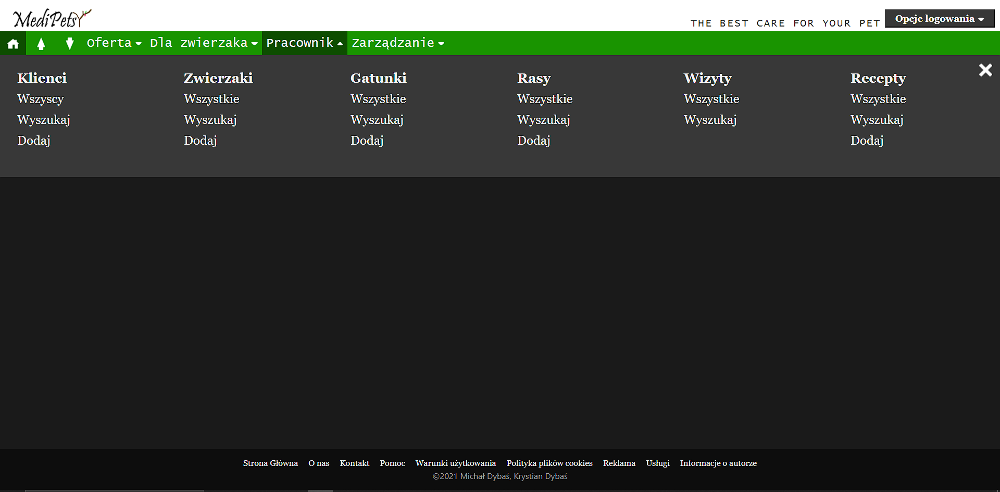 MediPetsy
THE BEST CARE FOR YOUR PET
Opcje logowania
Oferta Dla zwierzaka Pracownik Zarządzanie
Klienci
Wszyscy
Wyszukaj
Dodaj
Zwierzaki
Wszystkie
Wyszukaj
Dodaj
Gatunki
Wszystkie
Wyszukaj
Dodaj
Rasy
Wszystkie
Wyszukaj
Dodaj
Wizyty
Wszystkie
Wyszukaj
Recepty
Wszystkie
Wyszukaj
Dodaj
Strona Główna O nas Kontakt Pomoc Warunki użytkowania Polityka plików cookies Reklama Usługi Informacje o autorze
©2021 Michał Dybaś, Krystian Dybaś